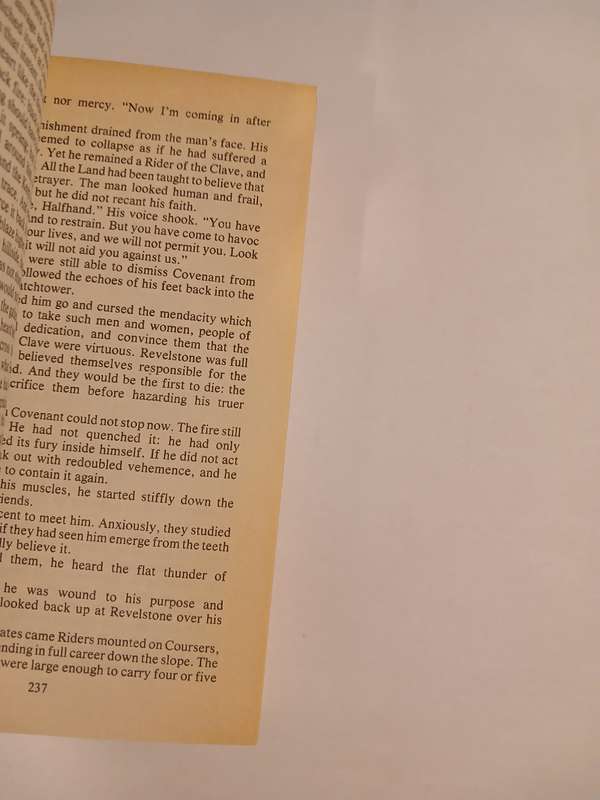 nor mercy. "Now I'm coming in after
drained from the man's face. His
to collapse as if he had suffered a
Yet he remained a Rider of the Clave, and
All the Land had been taught to believe that
The man looked human and frail,
but he did not recant his faith.
Halfhand." His voice shook. "You have
to restrain. But you have come to havoc
our lives, and we will not permit you. Look
it will not aid you against us."
were still able to dismiss Covenant from
the echoes of his feet back into the
him go and cursed the mendacity which
to take such men and women, people of
dedication, and convince them that the
Clave were virtuous. Revelstone was full
believed themselves responsible for the
And they would be the first to die: the
them before hazarding his truer
Covenant could not stop now. The fire still
He had not quenched it: he had only
its fury inside himself. If he did not act
out with redoubled vehemence, and he
to contain it again.
his muscles, he started stiffly down the
to meet him. Anxiously, they studied
if they had seen him emerge from the teeth
believe it.
them, he heard the flat thunder of
he was wound to his purpose and
looked back up at Revelstone over his
came Riders mounted on Coursers,
in full career down the slope. The
were large enough to carry four or five
237